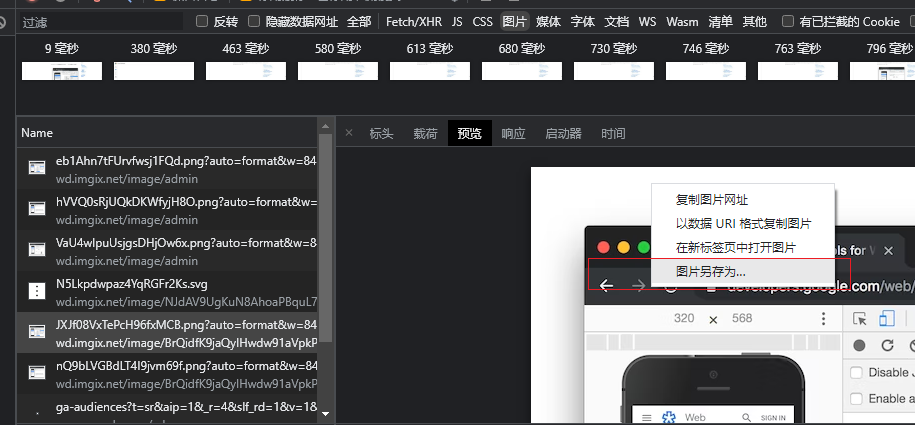 过滤 反转 隐藏数据网址 全部 Fetch/XHR JS CSS 图片 媒体 字体 文档 WS Wasm 清单 其他 有已拦截的 Cookie
9 毫秒 380 毫秒 463 毫秒 580 毫秒 613 毫秒 680 毫秒 730 毫秒 746 毫秒 763 毫秒 796 毫秒
Name
× 标头 载荷 预览 响应 启动器 时间
eb1Ahn7tFUrvfwsj1FQd.png?auto=format&w=84
wd.imgix.net/image/admin
hVVQ0sRjUQkDKWfyjH8O.png?auto=format&w=84
wd.imgix.net/image/admin
VaU4wIpuUsjgsDHjOw6x.png?auto=format&w=84
wd.imgix.net/image/admin
N5Lkpdwpaz4YqRGFr2Ks.svg
wd.imgix.net/image/NJdAV9UgKuN8AhoaPBquL7
JXJf08VxTePcH96fxMCB.png?auto=format&w=84
wd.imgix.net/image/BrQidfK9jaQyIHwdw91aVpkP
nQ9bLVGBdLT4I9jvm69f.png?auto=format&w=84
wd.imgix.net/image/BrQidfK9jaQyIHwdw91aVpkP
ga-audiences?t=sr&aip=1&_r=4&slf_rd=1&v=1&
复制图片网址
以数据 URI 格式复制图片
在新标签页中打开图片
图片另存为...
ols for W
developers.google.com/web/
320 × 568
Disable J
Enable a
Web SIGN IN